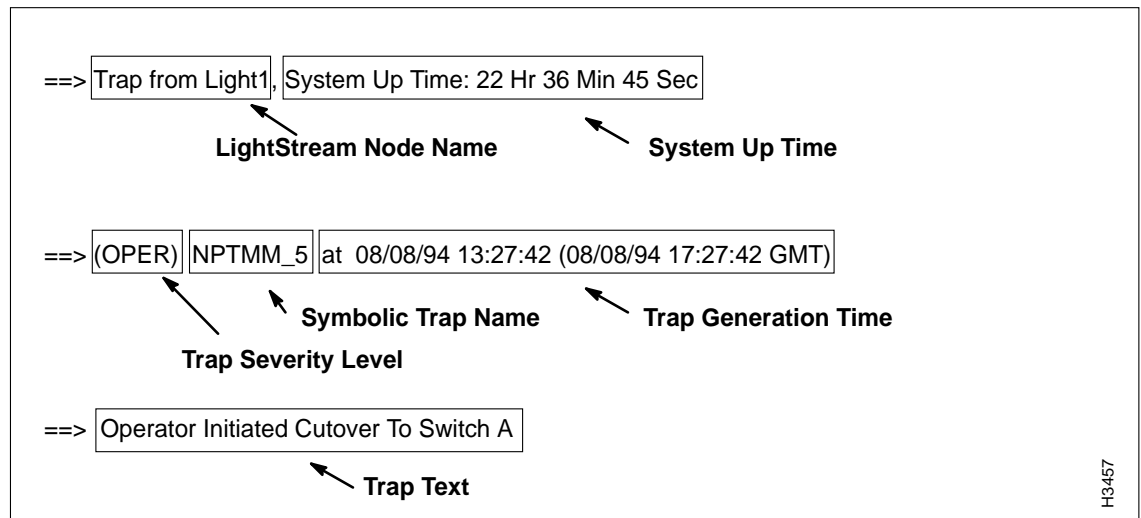 ==> Trap from Light1, System Up Time: 22 Hr 36 Min 45 Sec
LightStream Node Name System Up Time
==> (OPER) NPTMM_5 at 08/08/94 13:27:42 (08/08/94 17:27:42 GMT)
Symbolic Trap Name Trap Generation Time
Trap Severity Level
==> Operator Initiated Cutover To Switch A
Trap Text
H3457